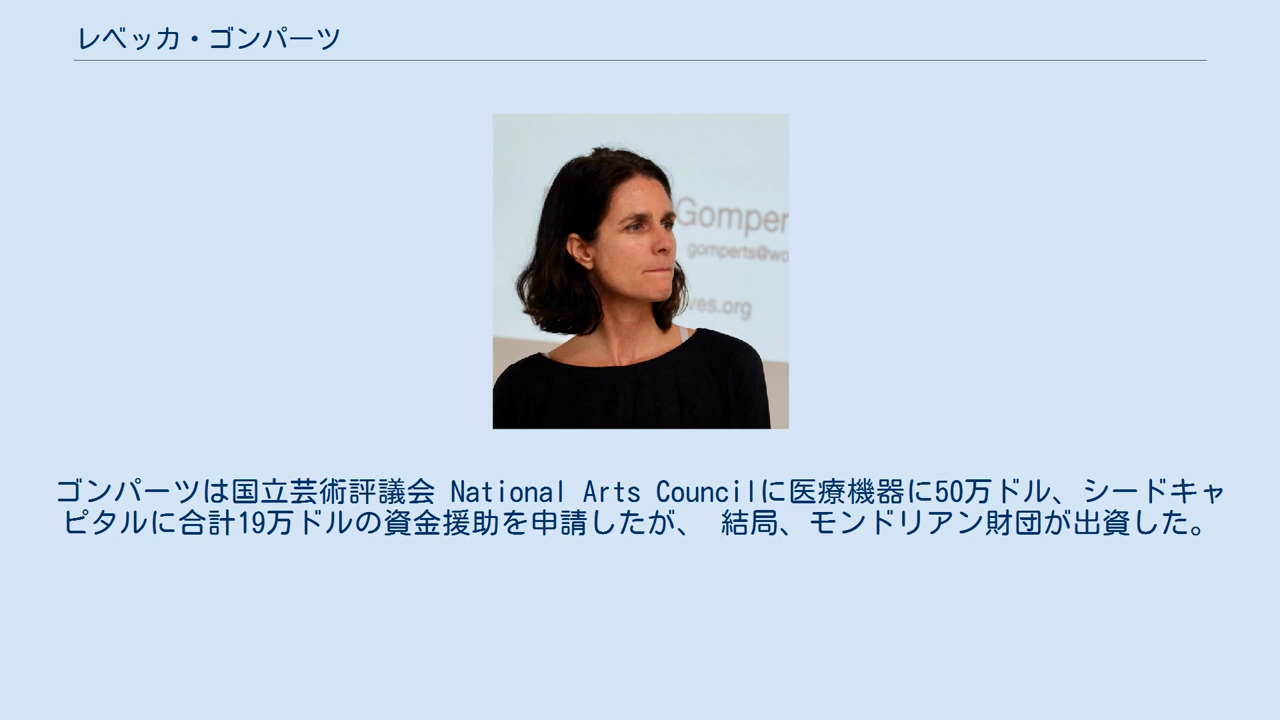 レベッカ・ゴンパーツ
Gomper
gomperts@wo
ves.org
ゴンパーツは国立芸術評議会 National Arts Councilに医療機器に50万ドル、シードキャ
ピタルに合計19万ドルの資金援助を申請したが、 結局、モンドリアン財団が出資した。